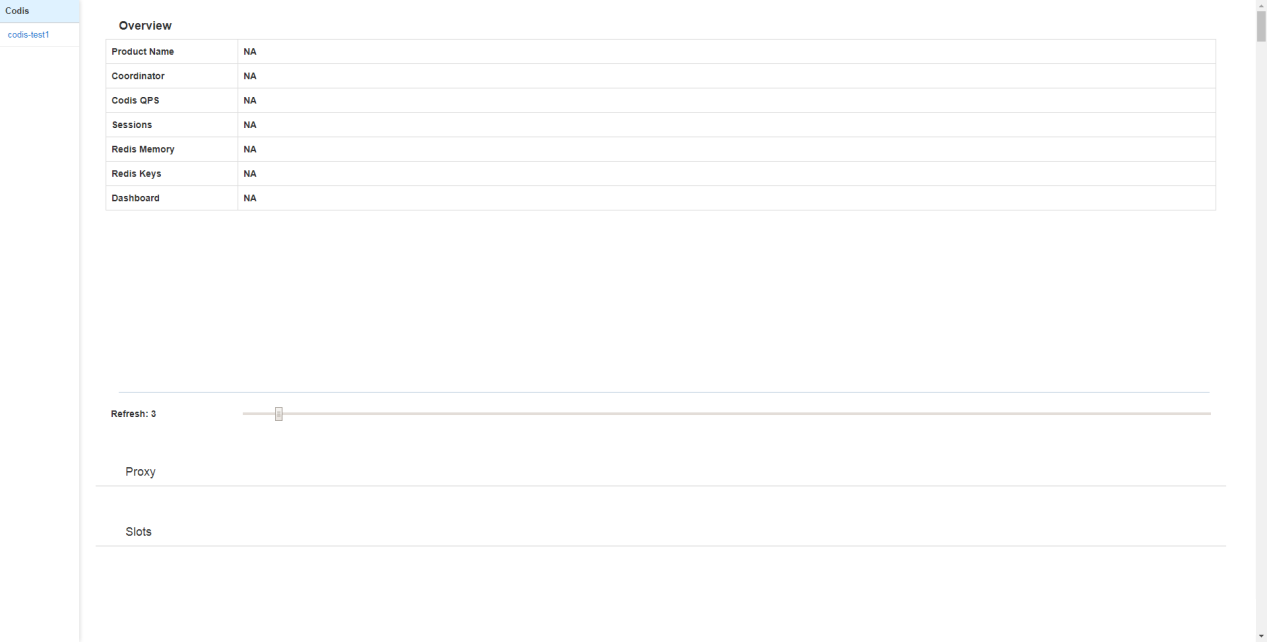 Codis
codis-test1
Overview
Product Name NA
Coordinator NA
Codis QPS NA
Sessions NA
Redis Memory NA
Redis Keys NA
Dashboard NA
Refresh: 3
Proxy
Slots